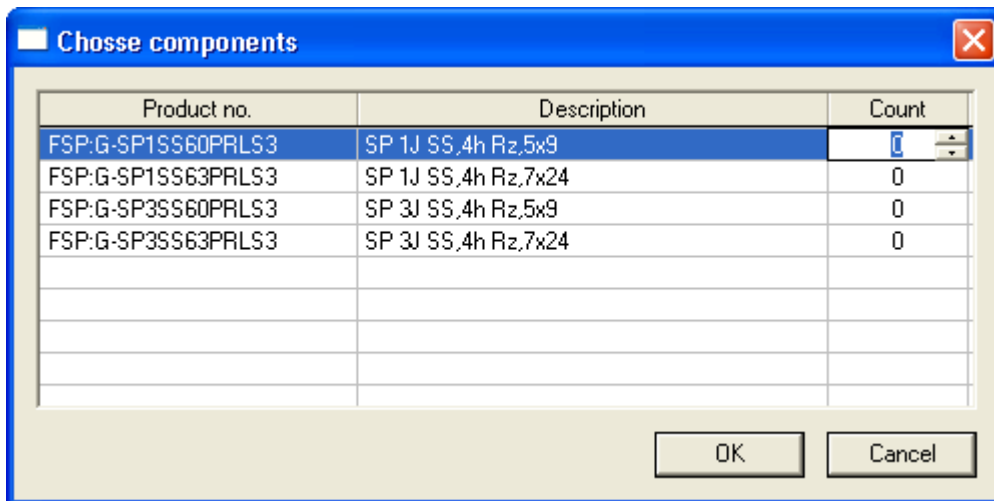 Chosse components
Product no. Description Count
FSP:G-SP1SS60PRLS3 SP 1J SS,4h Rz,5x9 0
FSP:G-SP1SS63PRLS3 SP 1J SS,4h Rz,7x24 0
FSP:G-SP3SS60PRLS3 SP 3J SS,4h Rz,5x9 0
FSP:G-SP3SS63PRLS3 SP 3J SS,4h Rz,7x24 0
OK Cancel